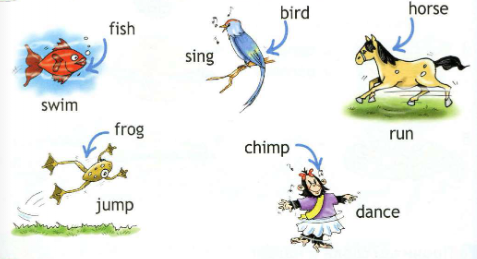 fish
swim
bird
sing
horse
run
frog
jump
chimp
dance